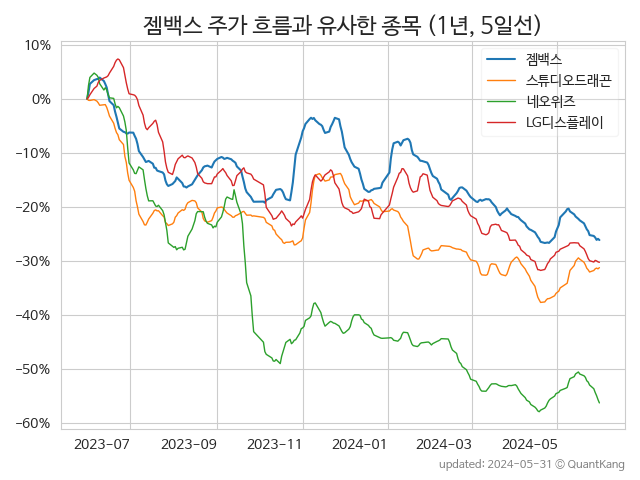 젬백스 주가 흐름과 유사한 종목 (1년, 5일선)
젬백스
스튜디오드래곤
네오위즈
LG디스플레이
10%
0%
−10%
−20%
−30%
−40%
−50%
−60%
2023-07 2023-09 2023-11 2024-01 2024-03 2024-05
updated: 2024-05-31 © QuantKang